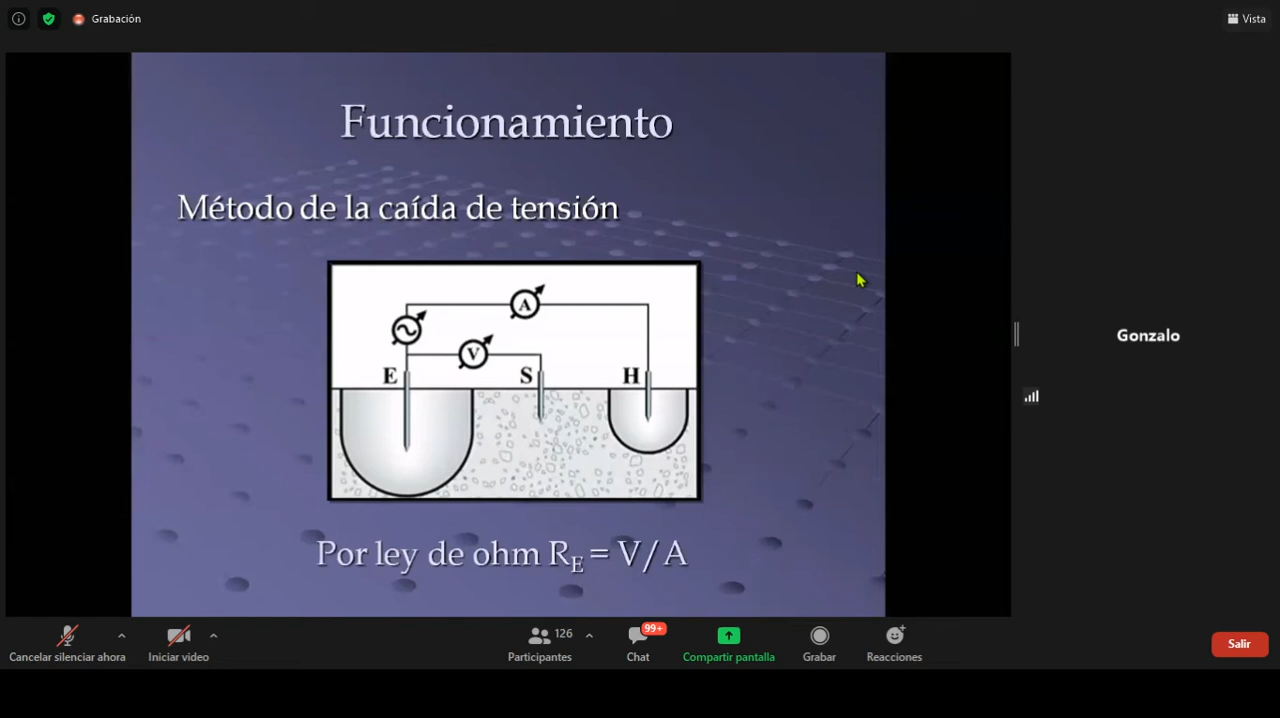 Grabación
Vista
Funcionamiento
Método de la caída de tensión
A
V
E
S
H
Por ley de ohm R_E = V/A
Gonzalo
Cancelar silenciar ahora
Iniciar video
126
Participantes
99+
Chat
Compartir pantalla
Grabar
Reacciones
Salir